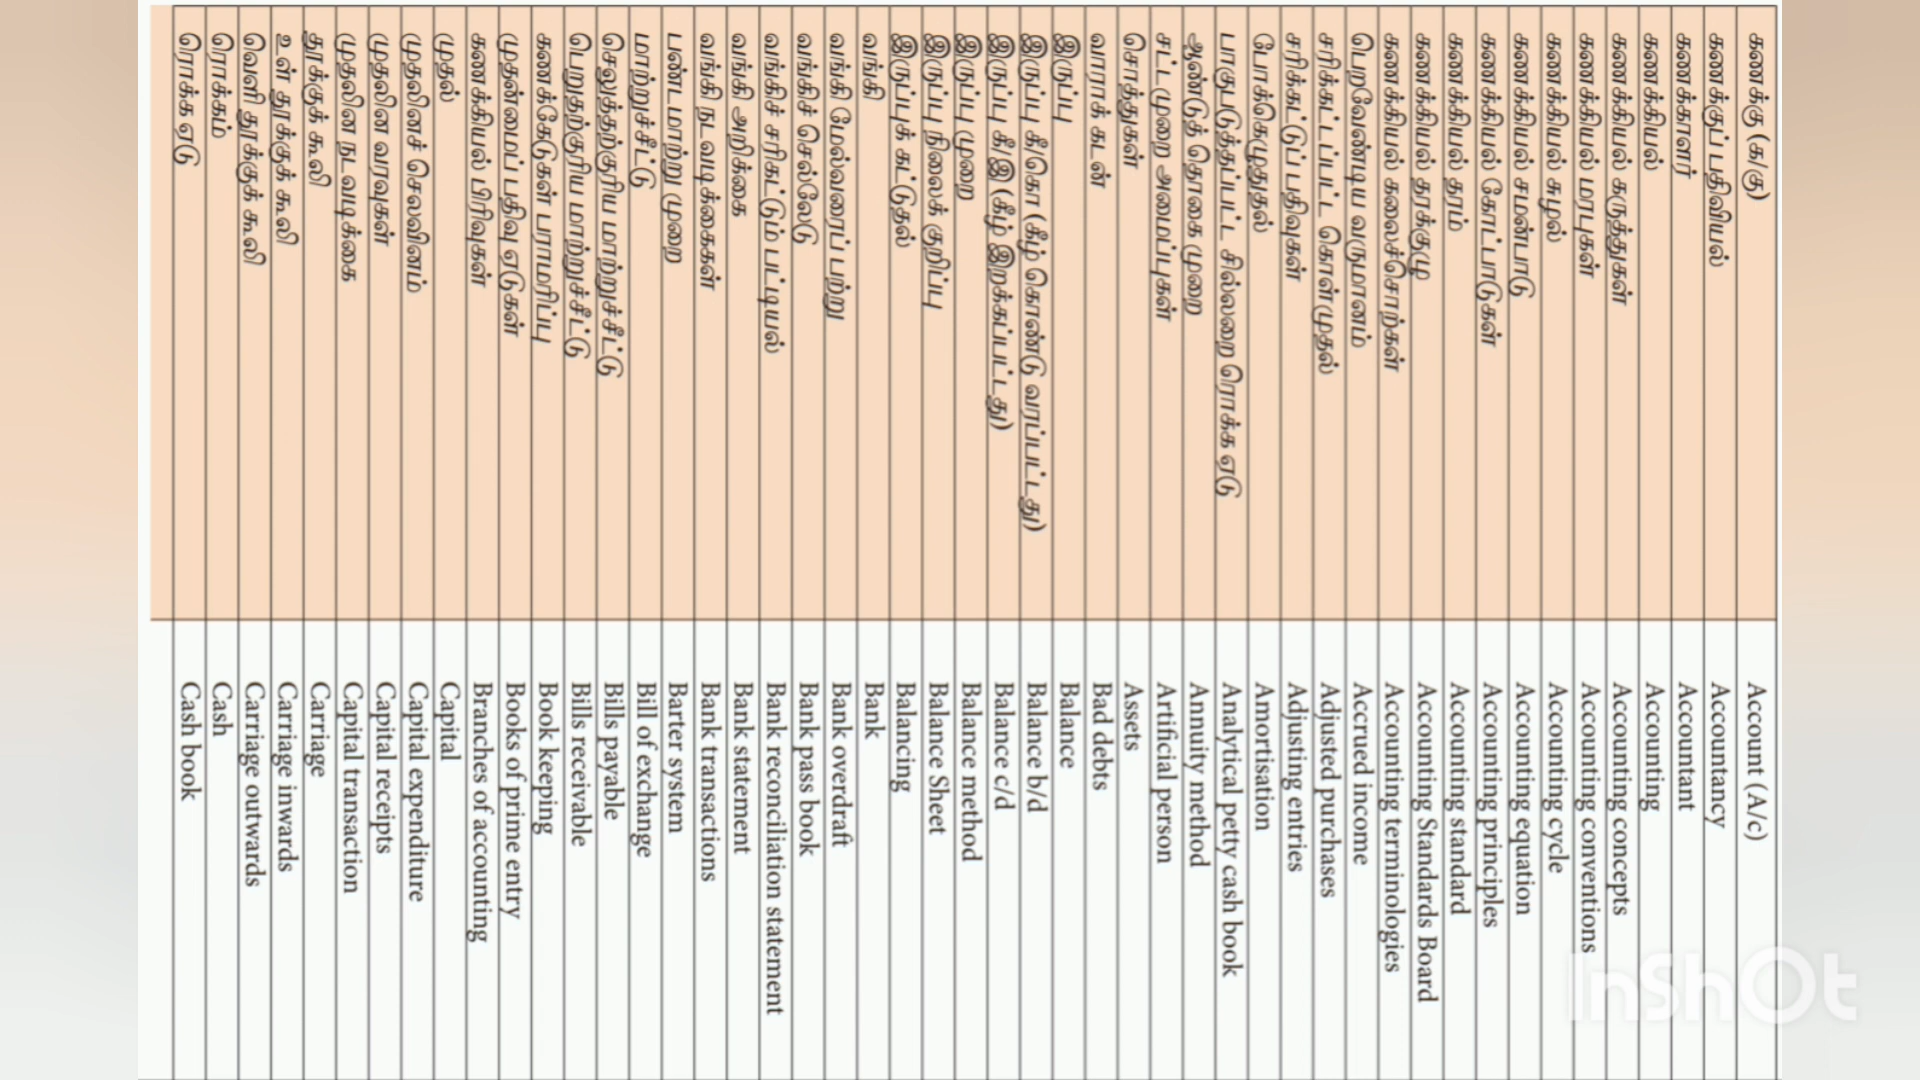 கணக்கு (க/கு) Account (A/c)
கணக்குப் பதிவியல் Accountancy
கணக்காளர் Accountant
கணக்கியல் Accounting
கணக்கியல் கருத்துகள் Accounting concepts
கணக்கியல் மரபுகள் Accounting conventions
கணக்கியல் சுழல் Accounting cycle
கணக்கியல் சமன்பாடு Accounting equation
கணக்கியல் கோட்பாடுகள் Accounting principles
கணக்கியல் தரம் Accounting standard
கணக்கியல் தரக்குழு Accounting Standards Board
கணக்கியல் கலைச்சொற்கள் Accounting terminologies
பெறவேண்டிய வருமானம் Accrued income
சரிக்கட்டப்பட்ட கொள்முதல் Adjusted purchases
சரிக்கட்டுப் பதிவுகள் Adjusting entries
போக்கெழுதுதல் Amortisation
பாகுபடுத்தப்பட்ட சில்லறை ரொக்க ஏடு Analytical petty cash book
ஆண்டுத் தொகை முறை Annuity method
சட்டமுறை அமைப்புகள் Artificial person
சொத்துகள் Assets
வாராக் கடன் Bad debts
இருப்பு Balance
இருப்பு கீ/கொ (கீழ் கொண்டு வரப்பட்டது) Balance b/d
இருப்பு கீ/இ (கீழ் இறக்கப்பட்டது) Balance c/d
இருப்பு முறை Balance method
இருப்பு நிலைக் குறிப்பு Balance Sheet
இருப்புக் கட்டுதல் Balancing
வங்கி Bank
வங்கி மேல்வரைப் பற்று Bank overdraft
வங்கிச் செல்லேடு Bank pass book
வங்கிச் சரிகட்டும் பட்டியல் Bank reconciliation statement
வங்கி அறிக்கை Bank statement
வங்கி நடவடிக்கைகள் Bank transactions
பண்டமாற்று முறை Barter system
மாற்றுச்சீட்டு Bill of exchange
செலுத்தற்குரிய மாற்றுச்சீட்டு Bills payable
பெறுதற்குரிய மாற்றுச்சீட்டு Bills receivable
கணக்கேடுகள் பராமரிப்பு Book keeping
முதன்மைப் பதிவு ஏடுகள் Books of prime entry
கணக்கியல் பிரிவுகள் Branches of accounting
முதல் Capital
முதலினச் செலவினம் Capital expenditure
முதலின வரவுகள் Capital receipts
முதலின நடவடிக்கை Capital transaction
தூக்குக் கூலி Carriage
உள் தூக்குக் கூலி Carriage inwards
வெளி தூக்குக் கூலி Carriage outwards
ரொக்கம் Cash
ரொக்க ஏடு Cash book
InShOt